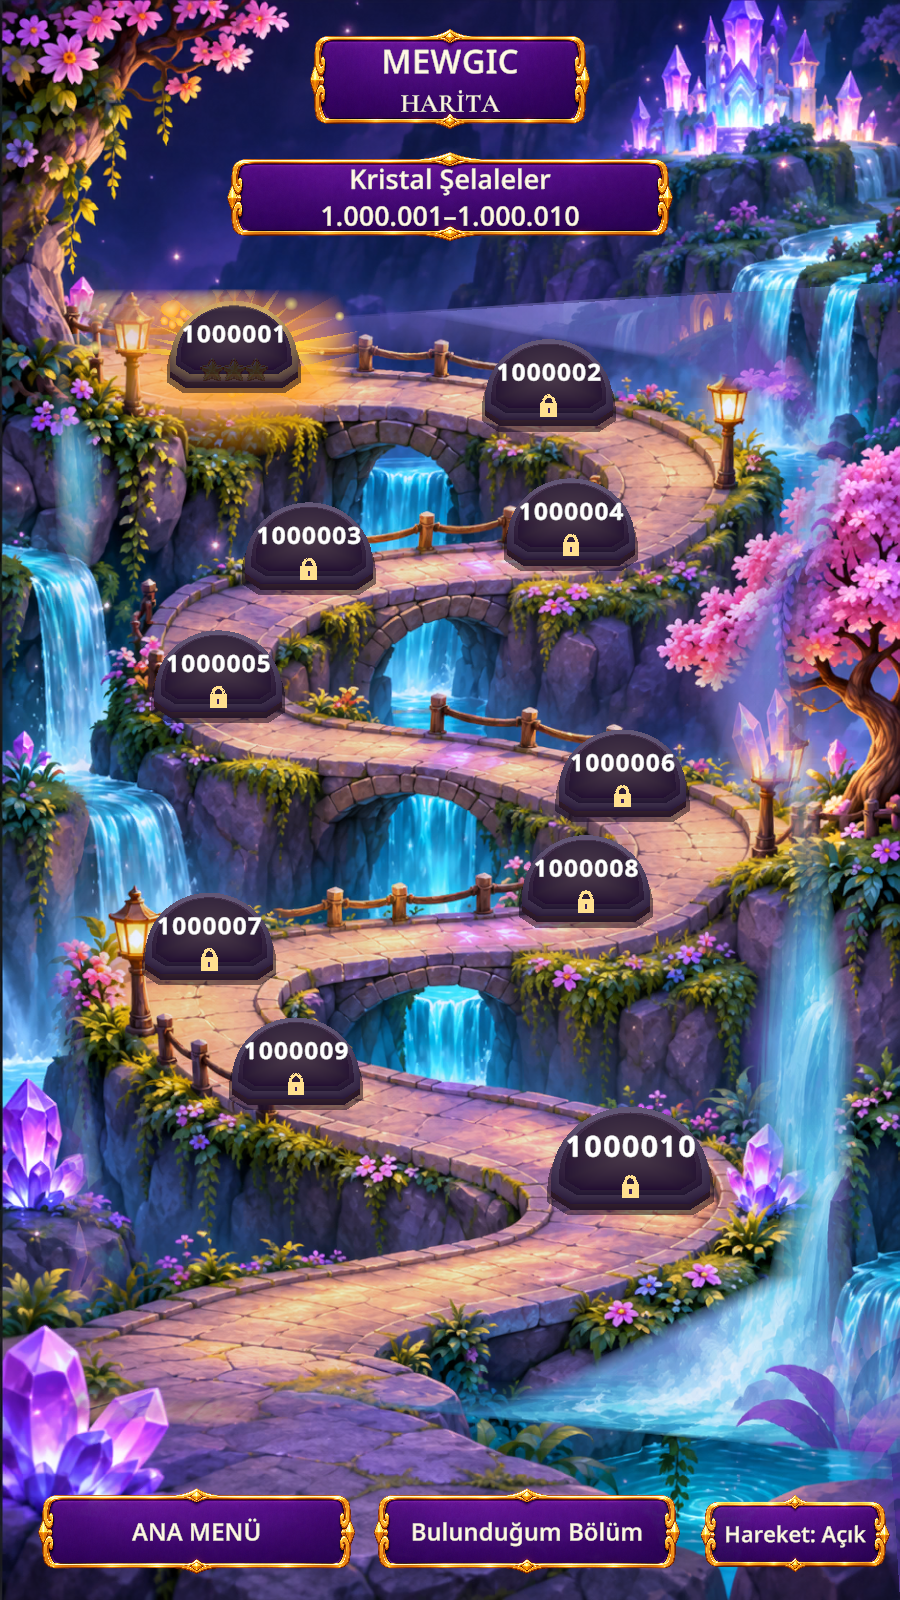 MEWGIC
HARİTA
Kristal Şelaleler
1.000.001–1.000.010
1000001
1000002
1000003
1000004
1000005
1000006
1000007
1000008
1000009
1000010
ANA MENÜ
Bulunduğum Bölüm
Hareket: Açık